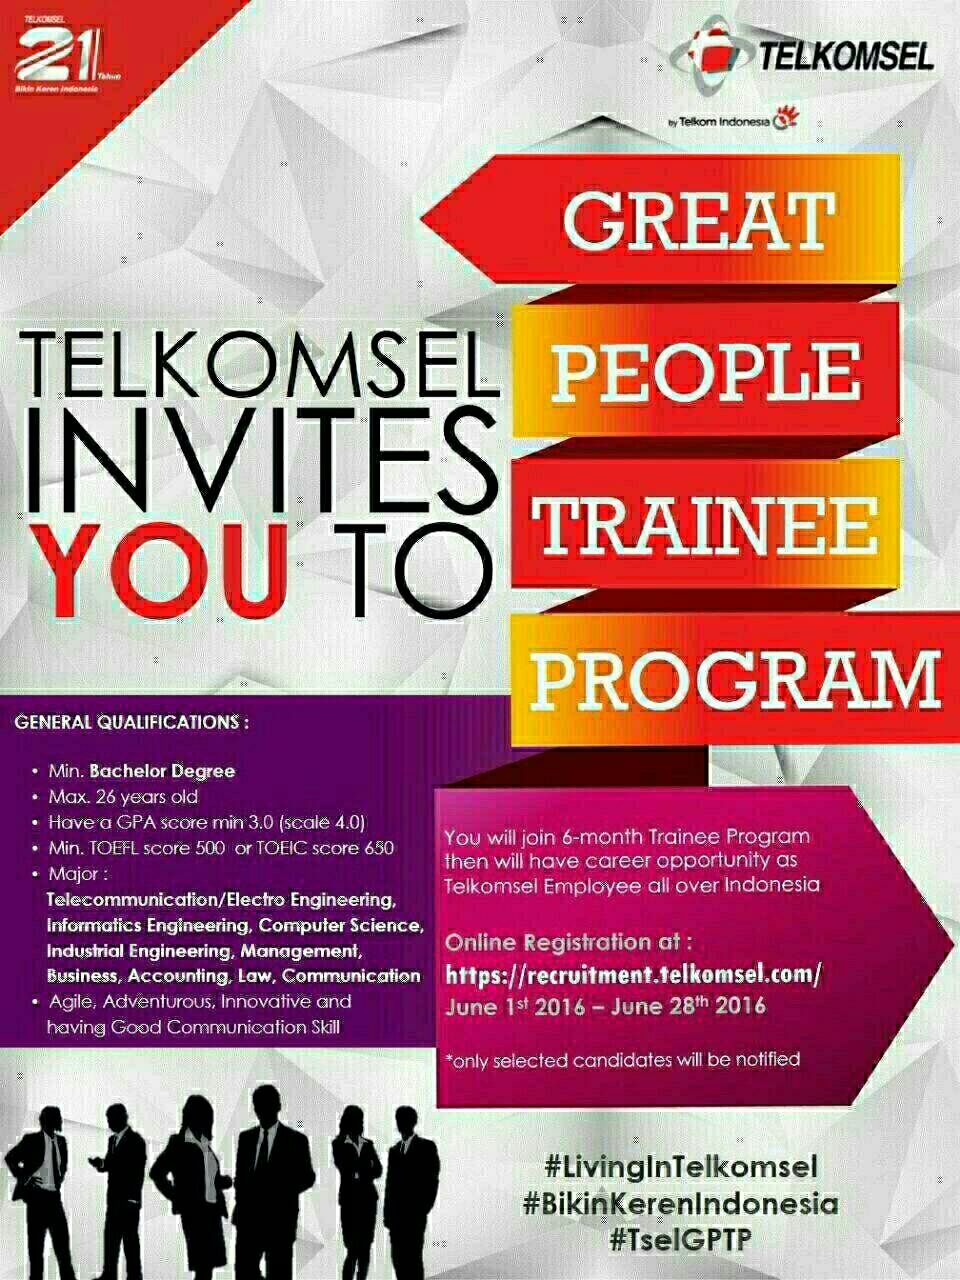 TELKOMSEL
21
Tahun
Bikin Keren Indonesia
TELKOMSEL
by Telkom Indonesia
GREAT
PEOPLE
TRAINEE
PROGRAM
TELKOMSEL
INVITES
YOU TO
GENERAL QUALIFICATIONS :
• Min. Bachelor Degree
• Max. 26 years old
• Have a GPA score min 3.0 (scale 4.0)
• Min. TOEFL score 500 or TOEIC score 650
• Major :
Telecommunication/Electro Engineering,
Informatics Engineering, Computer Science,
Industrial Engineering, Management,
Business, Accounting, Law, Communication
• Agile, Adventurous, Innovative and
having Good Communication Skill
You will join 6-month Trainee Program
then will have career opportunity as
Telkomsel Employee all over Indonesia
Online Registration at :
https://recruitment.telkomsel.com/
June 1st 2016 – June 28th 2016
*only selected candidates will be notified
#LivingInTelkomsel
#BikinKerenIndonesia
#TselGPTP